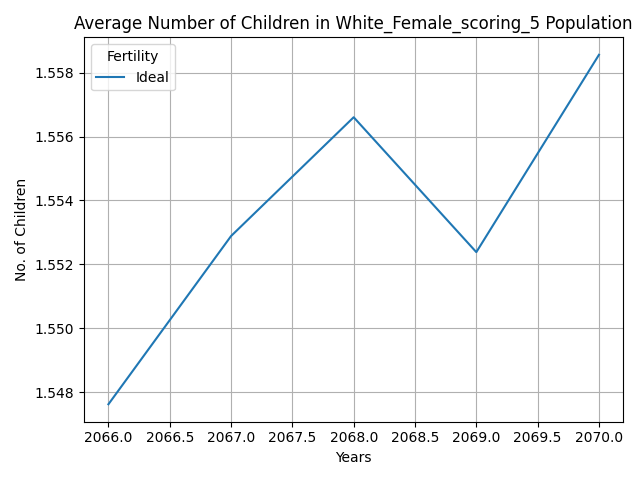 Average Number of Children in White_Female_scoring_5 Population
Fertility
Ideal
1.558
1.556
1.554
1.552
1.550
1.548
No. of Children
2066.0 2066.5 2067.0 2067.5 2068.0 2068.5 2069.0 2069.5 2070.0
Years